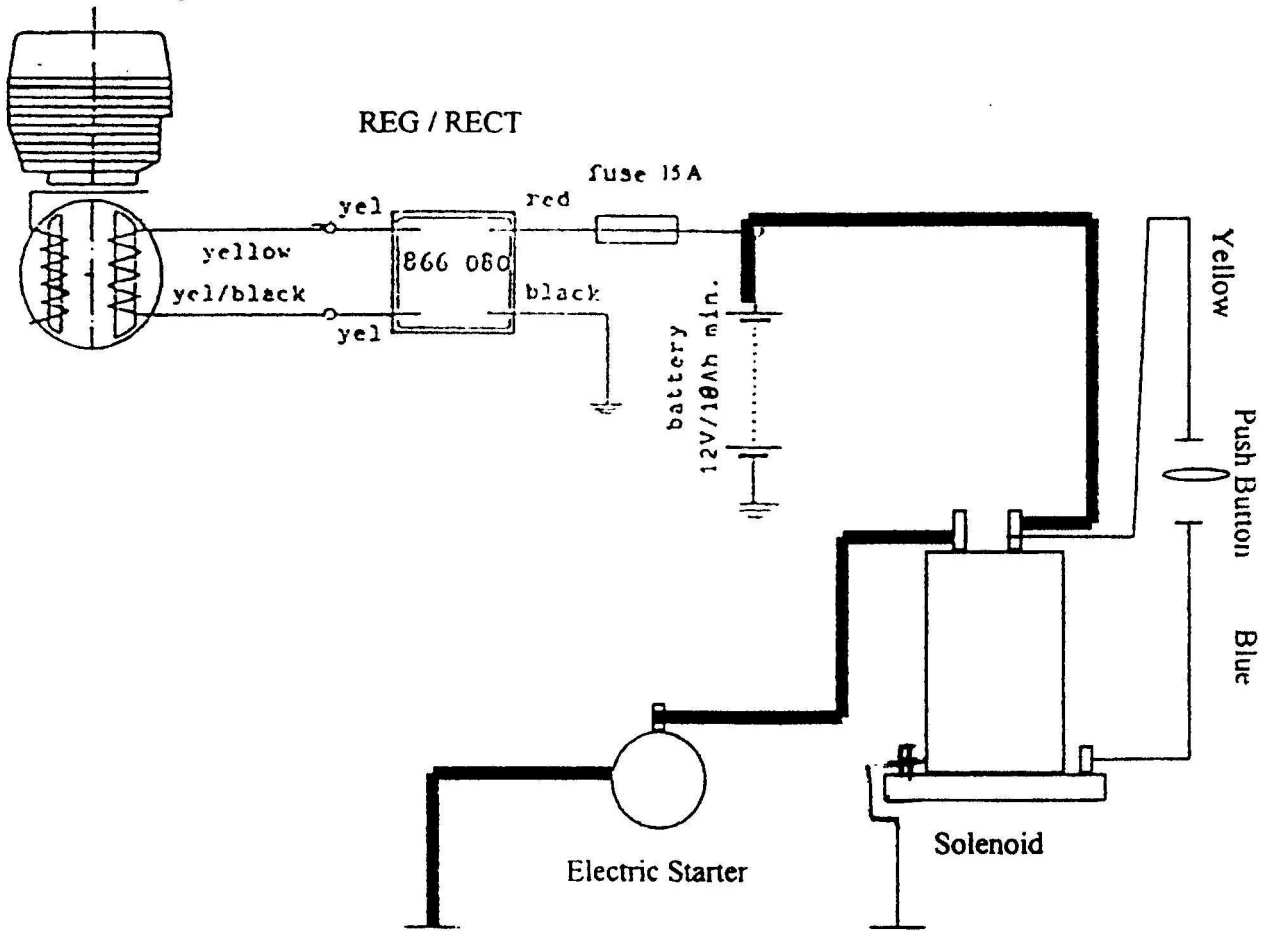 REG / RECT
fuse 15A
yel
red
yellow
866 080
yel/black
black
yel
battery
12V/18Ah min.
Yellow
Push Button
Blue
Solenoid
Electric Starter